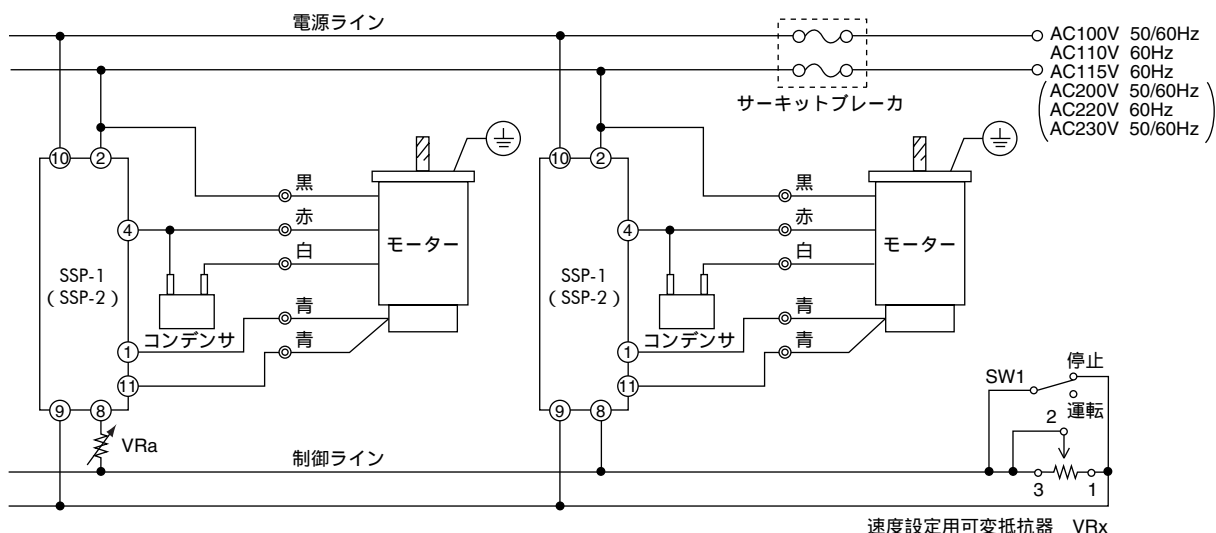 電源ライン
AC100V 50/60Hz
AC110V 60Hz
AC115V 60Hz
(AC200V 50/60Hz
AC220V 60Hz
AC230V 50/60Hz)
サーキットブレーカ
10
2
黒
4
赤
白
モーター
SSP-1
(SSP-2)
コンデンサ
青
1
青
11
9
8
VRa
10
2
黒
4
赤
白
モーター
SSP-1
(SSP-2)
コンデンサ
青
1
青
11
9
8
制御ライン
SW1
停止
運転
2
3
1
速度設定用可変抵抗器 VRx